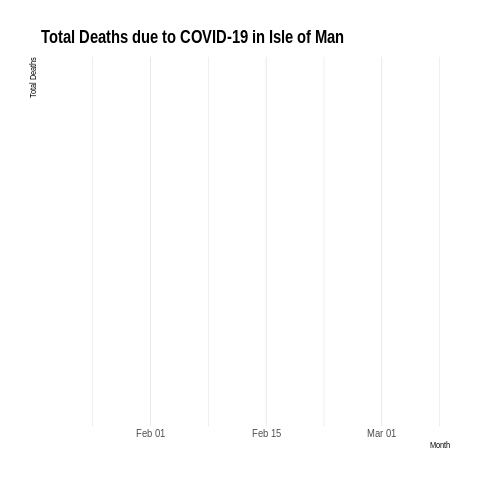 Total Deaths due to COVID-19 in Isle of Man
Total Deaths
Feb 01
Feb 15
Mar 01
Month